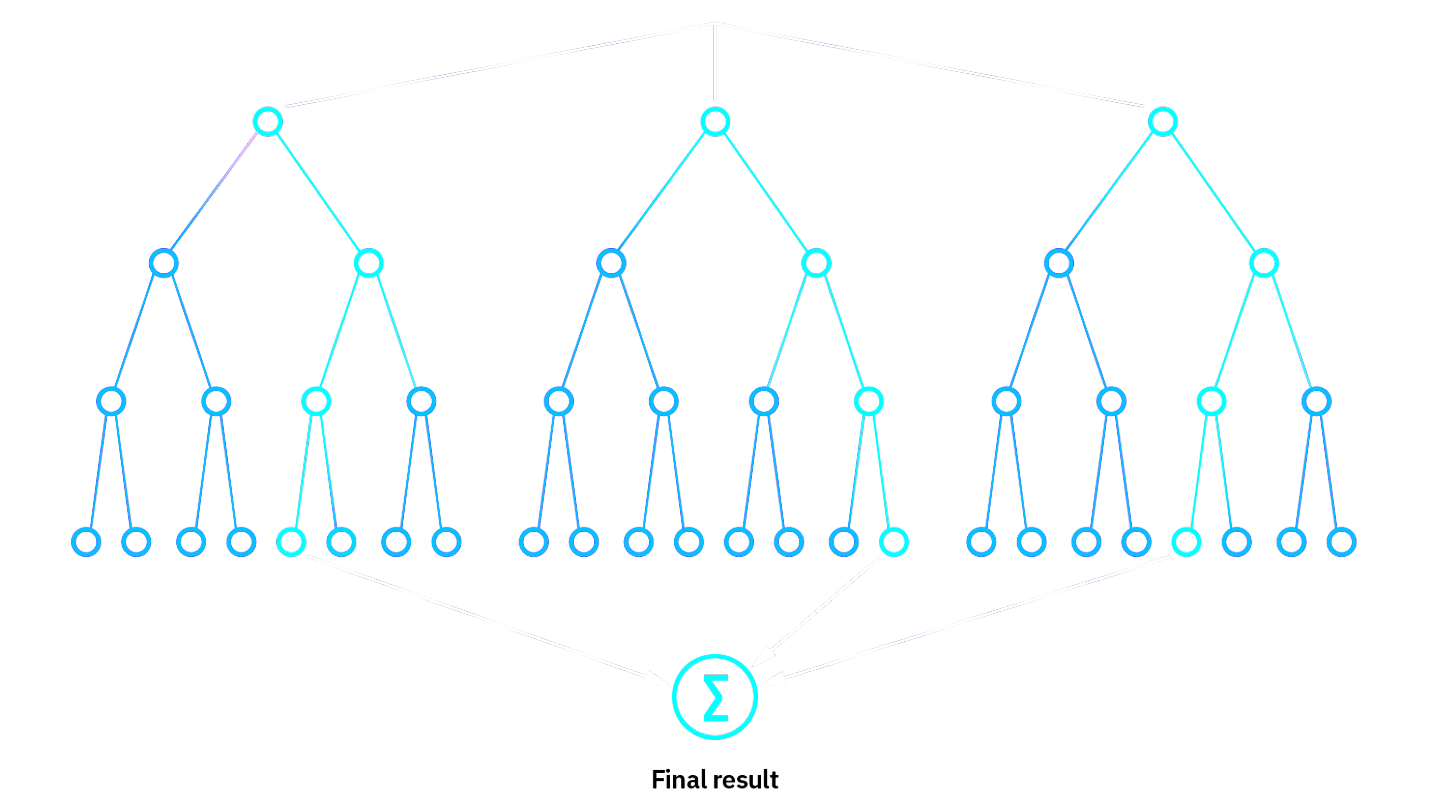 Σ
Final result